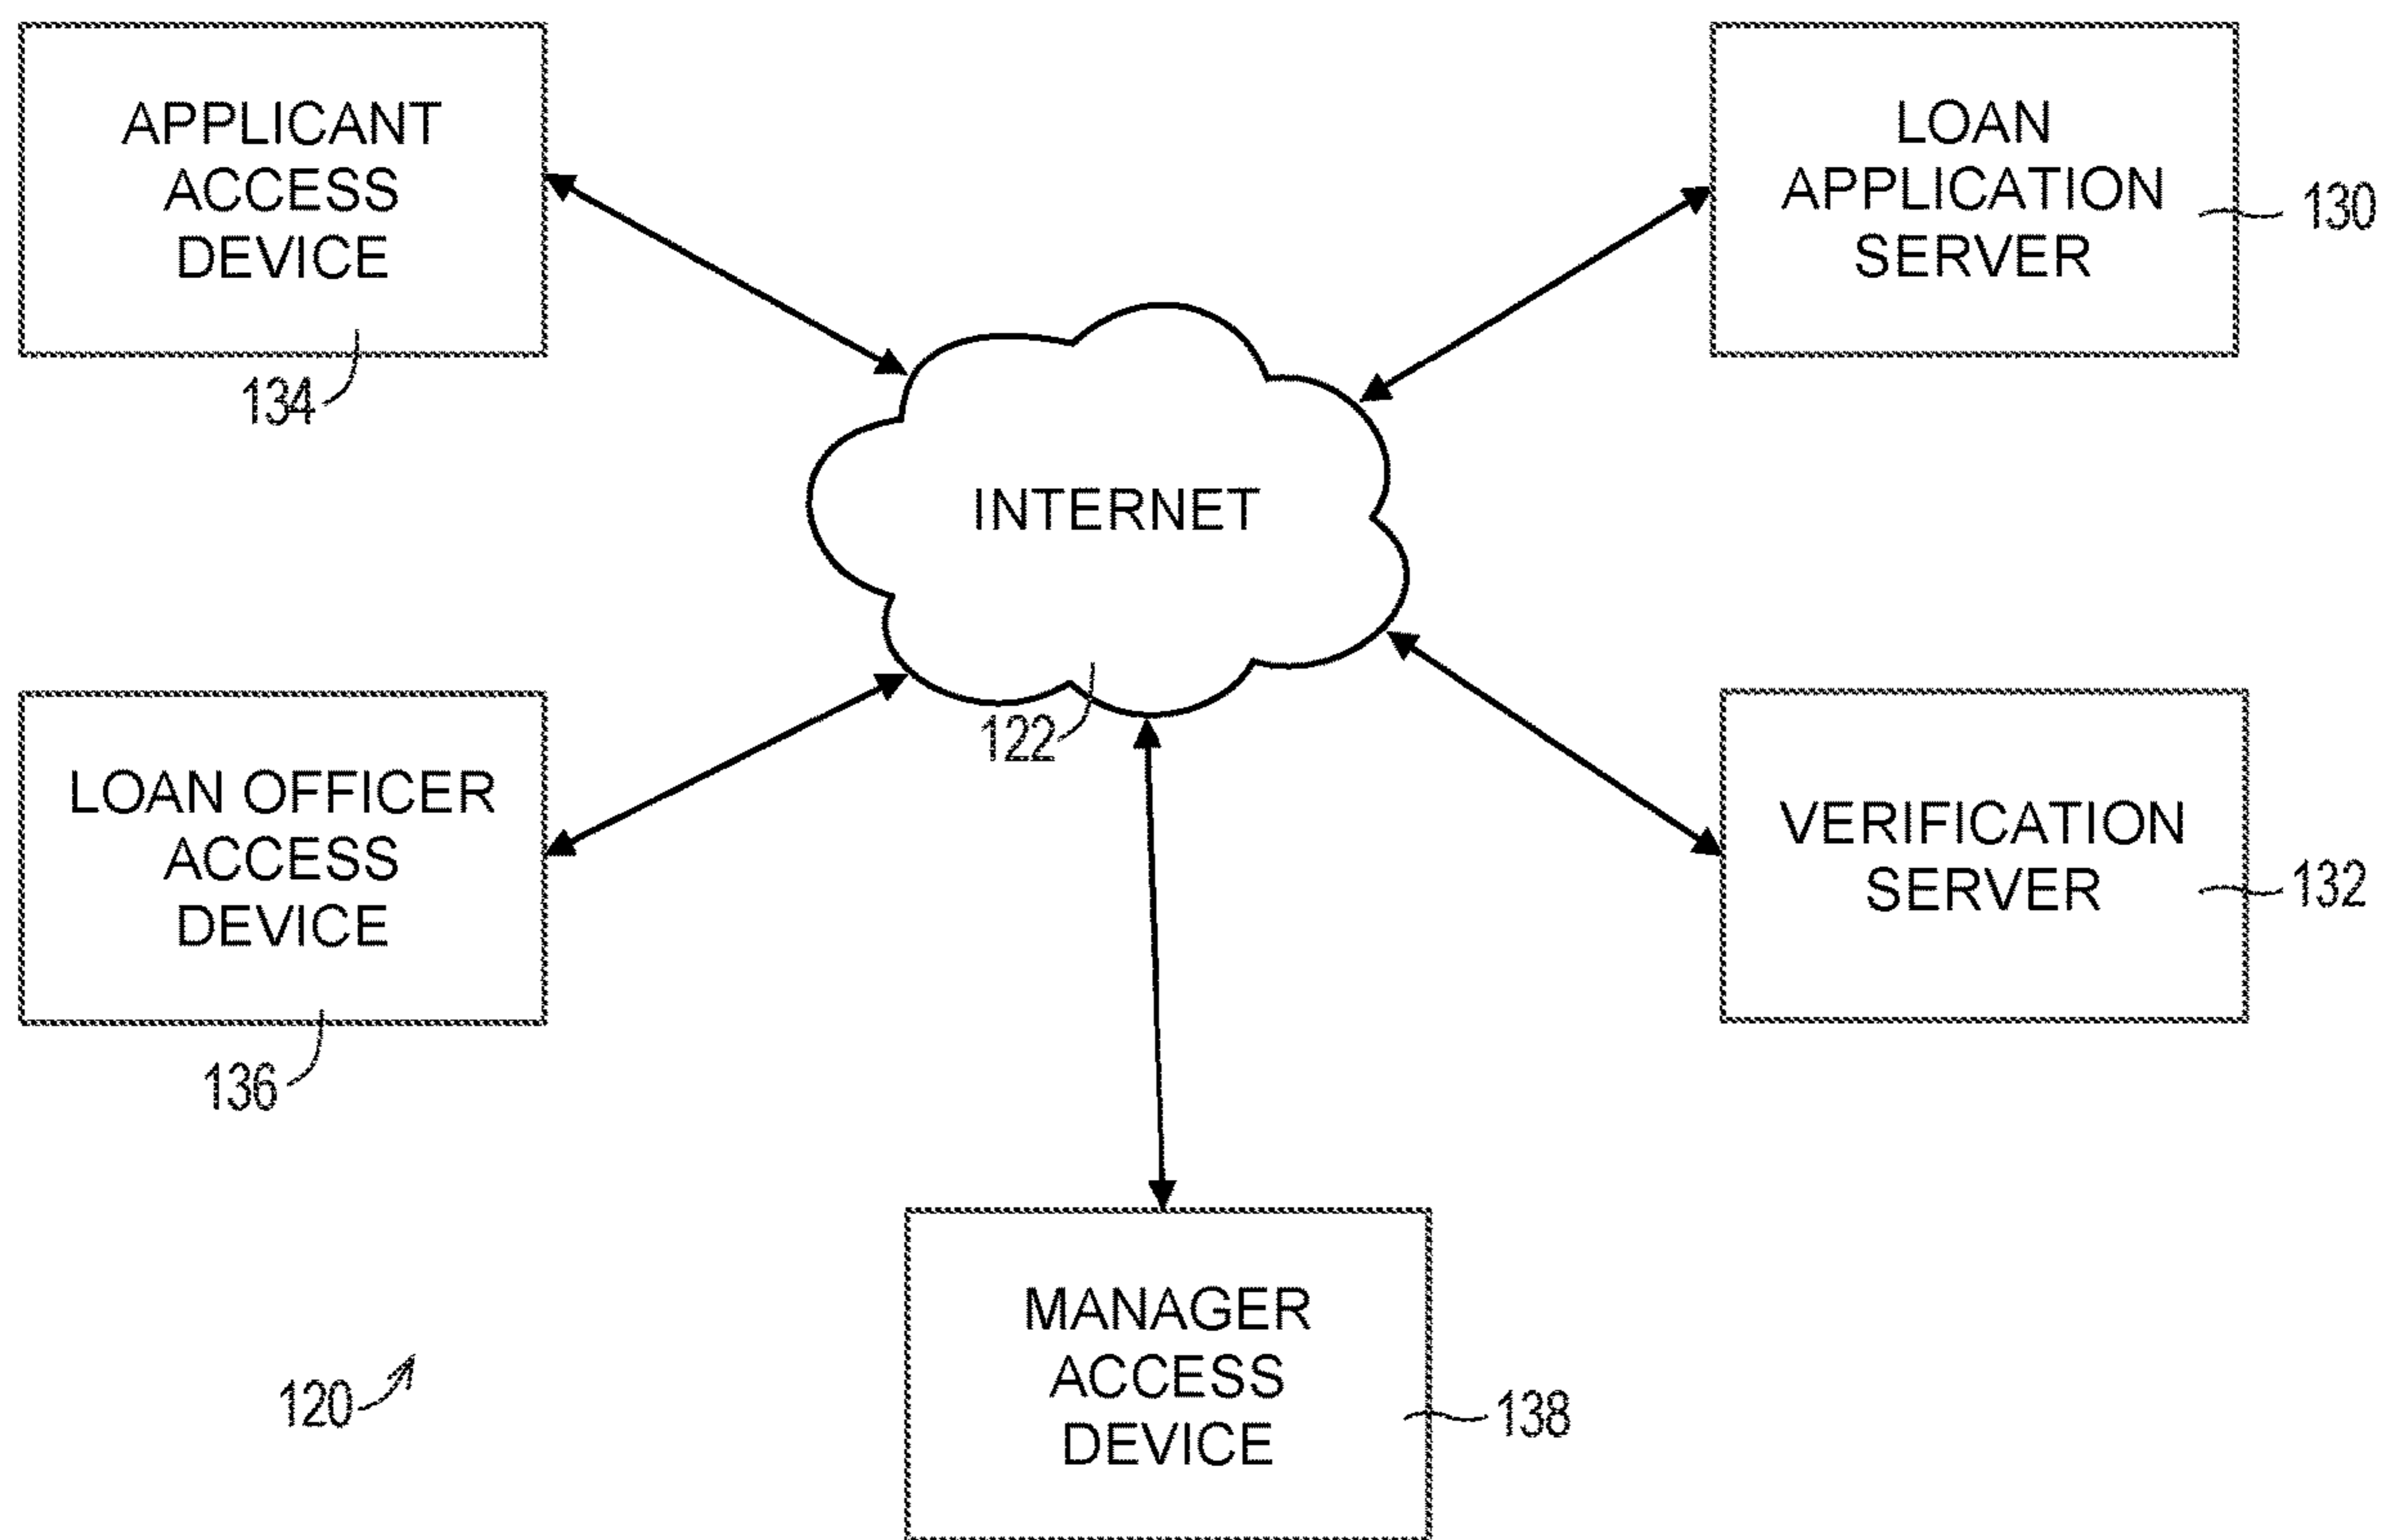 APPLICANT
ACCESS
DEVICE
134
LOAN
APPLICATION
SERVER
130
INTERNET
122
LOAN OFFICER
ACCESS
DEVICE
136
VERIFICATION
SERVER
132
MANAGER
ACCESS
DEVICE
138
120